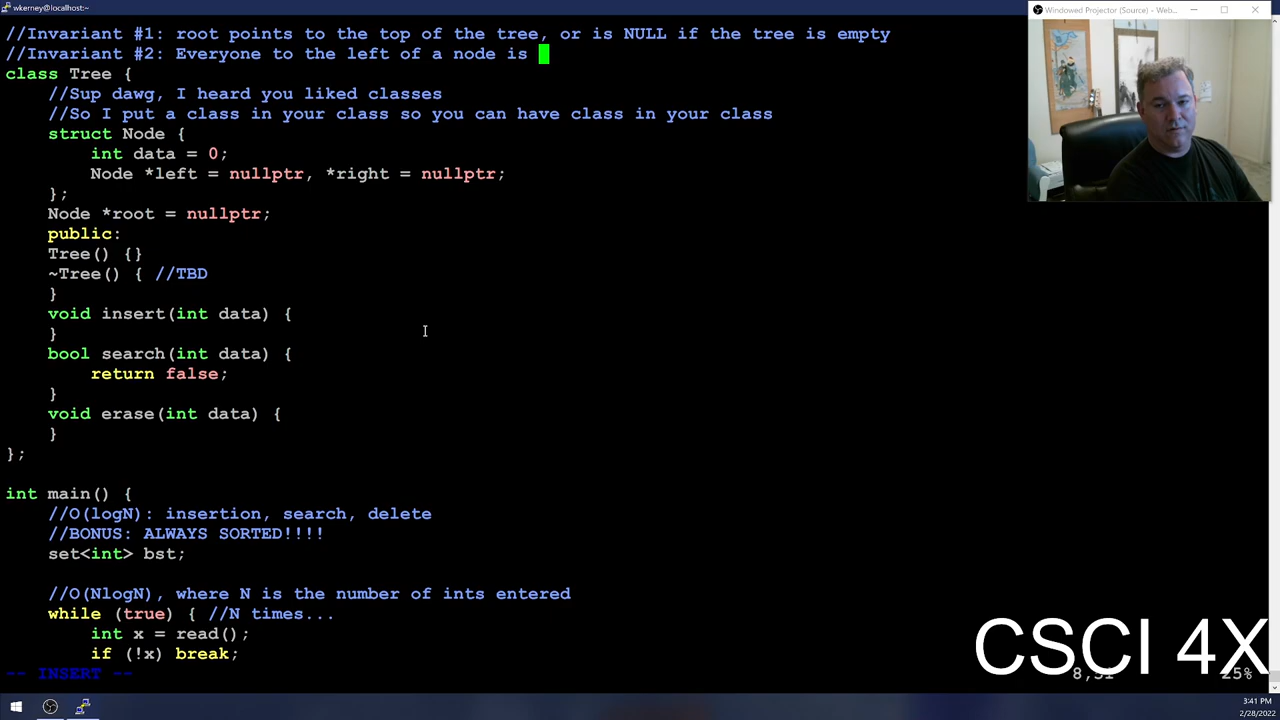 wkerney@localhost:~
Windowed Projector (Source) - Web...
//Invariant #1: root points to the top of the tree, or is NULL if the tree is empty
//Invariant #2: Everyone to the left of a node is
class Tree {
    //Sup dawg, I heard you liked classes
    //So I put a class in your class so you can have class in your class
    struct Node {
        int data = 0;
        Node *left = nullptr, *right = nullptr;
    };
    Node *root = nullptr;
    public:
    Tree() {}
    ~Tree() { //TBD
    }
    void insert(int data) {
    }
    bool search(int data) {
        return false;
    }
    void erase(int data) {
    }
};
int main() {
    //O(logN): insertion, search, delete
    //BONUS: ALWAYS SORTED!!!!
    set<int> bst;
    //O(NlogN), where N is the number of ints entered
    while (true) { //N times...
        int x = read();
        if (!x) break;
CSCI 4X
-- INSERT --
25%
3:41 PM
2/28/2022